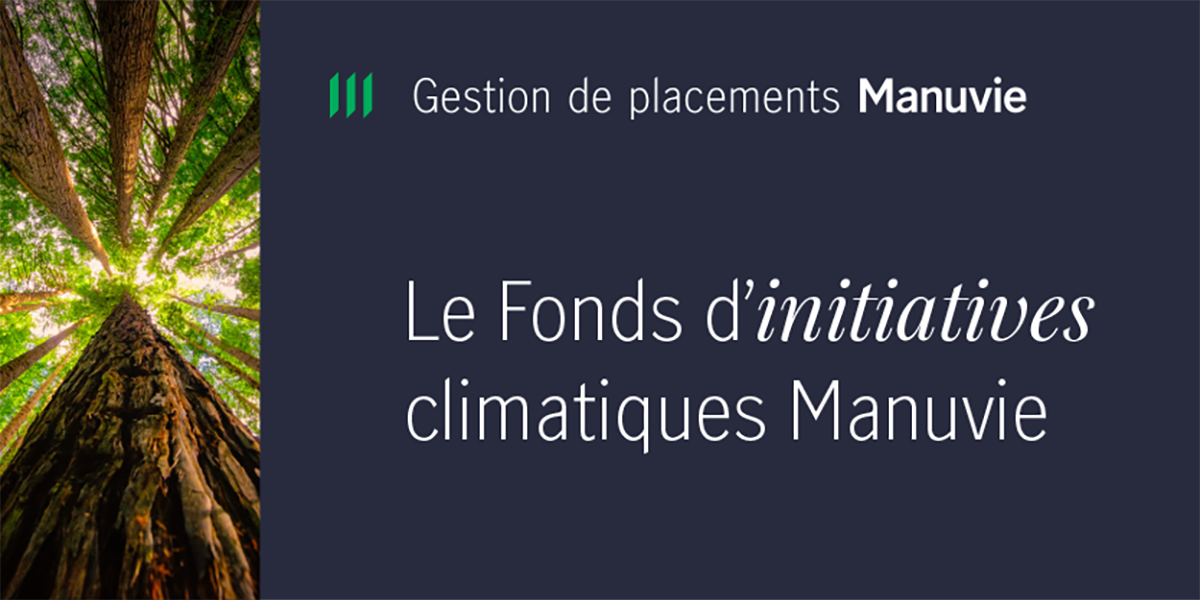 Gestion de placements Manuvie
Le Fonds d’initiatives
climatiques Manuvie